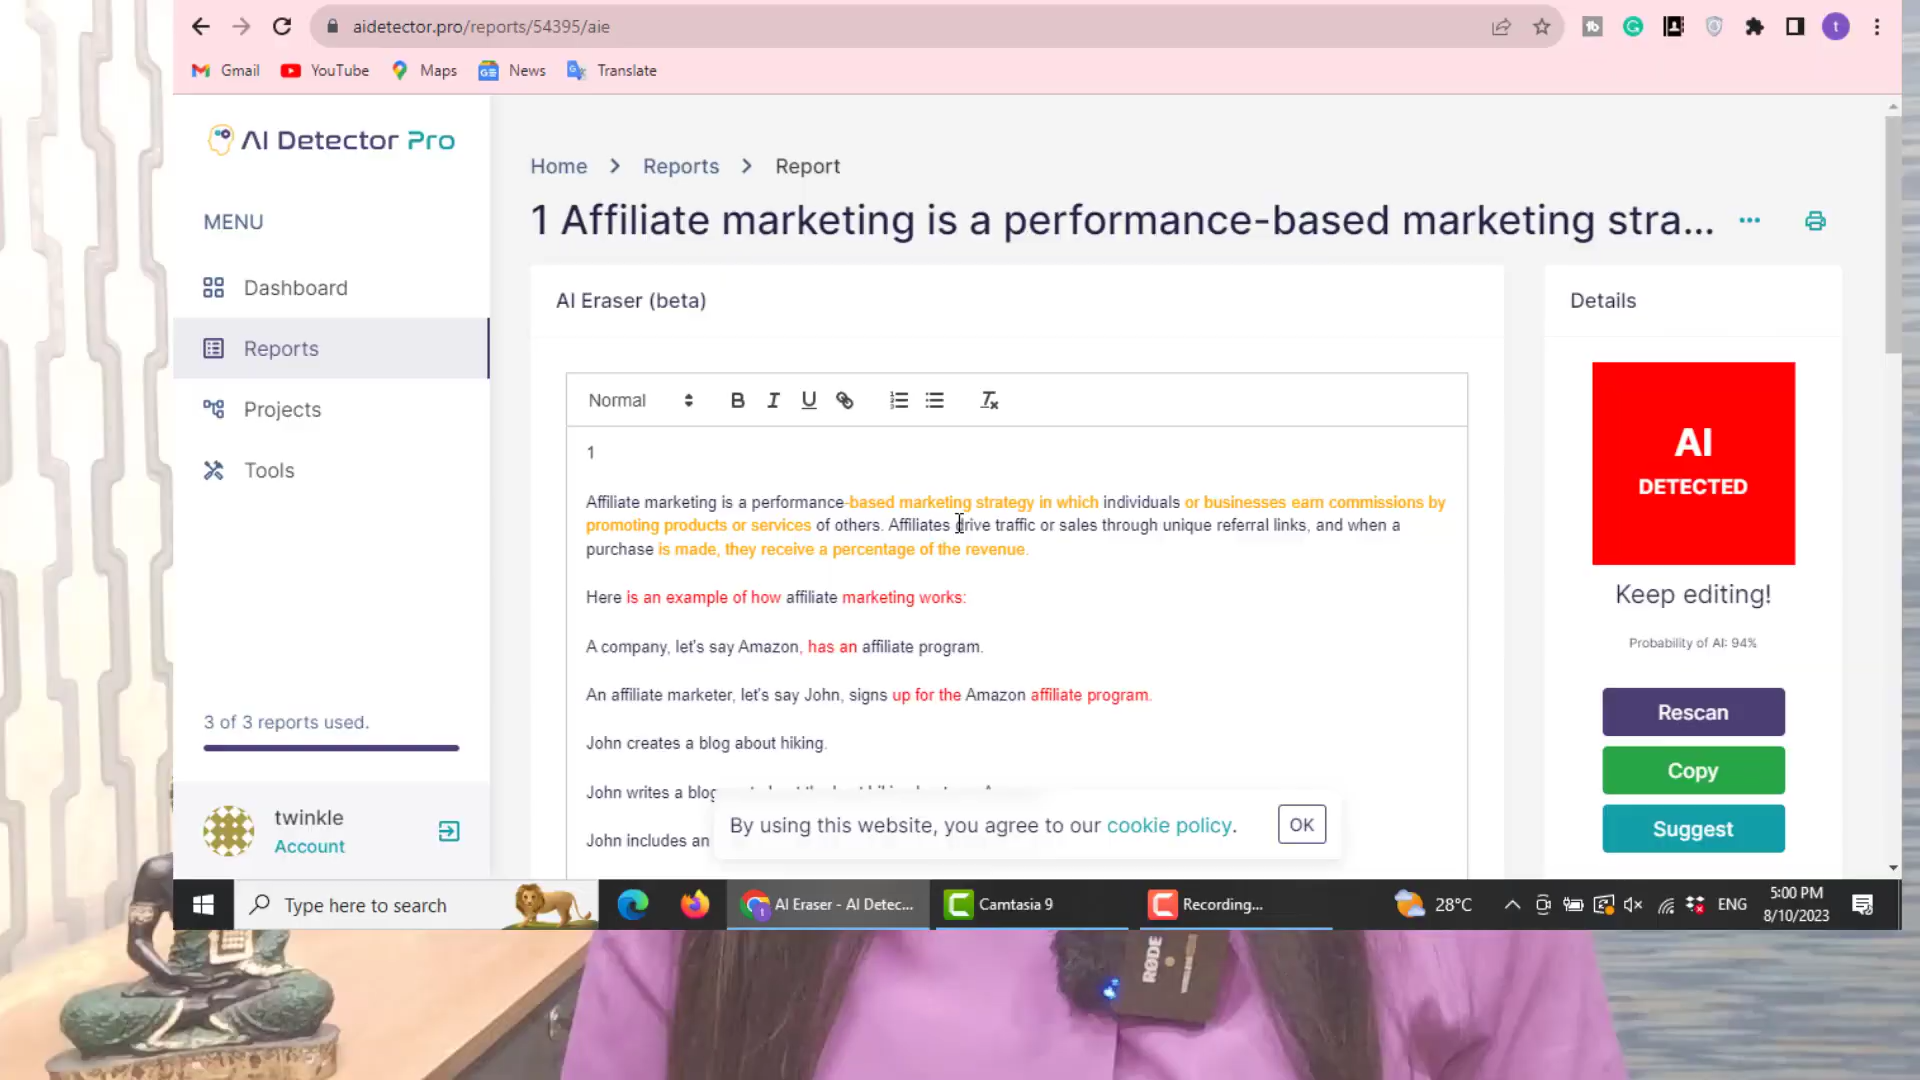 aidetector.pro/reports/54395/aie
t
Gmail
YouTube
Maps
News
Translate
AI Detector Pro
MENU
Dashboard
Reports
Projects
Tools
3 of 3 reports used.
twinkle
Account
Home > Reports > Report
1 Affiliate marketing is a performance-based marketing stra...
AI Eraser (beta)
Normal
1
Affiliate marketing is a performance-based marketing strategy in which individuals or businesses earn commissions by
promoting products or services of others. Affiliates drive traffic or sales through unique referral links, and when a
purchase is made, they receive a percentage of the revenue.
Here is an example of how affiliate marketing works:
A company, let's say Amazon, has an affiliate program.
An affiliate marketer, let's say John, signs up for the Amazon affiliate program.
John creates a blog about hiking.
John writes a blog
John includes an
By using this website, you agree to our cookie policy.
OK
Details
AI
DETECTED
Keep editing!
Probability of AI: 94%
Rescan
Copy
Suggest
Type here to search
AI Eraser - AI Detec...
Camtasia 9
Recording...
28°C
ENG
5:00 PM
8/10/2023
RØDE